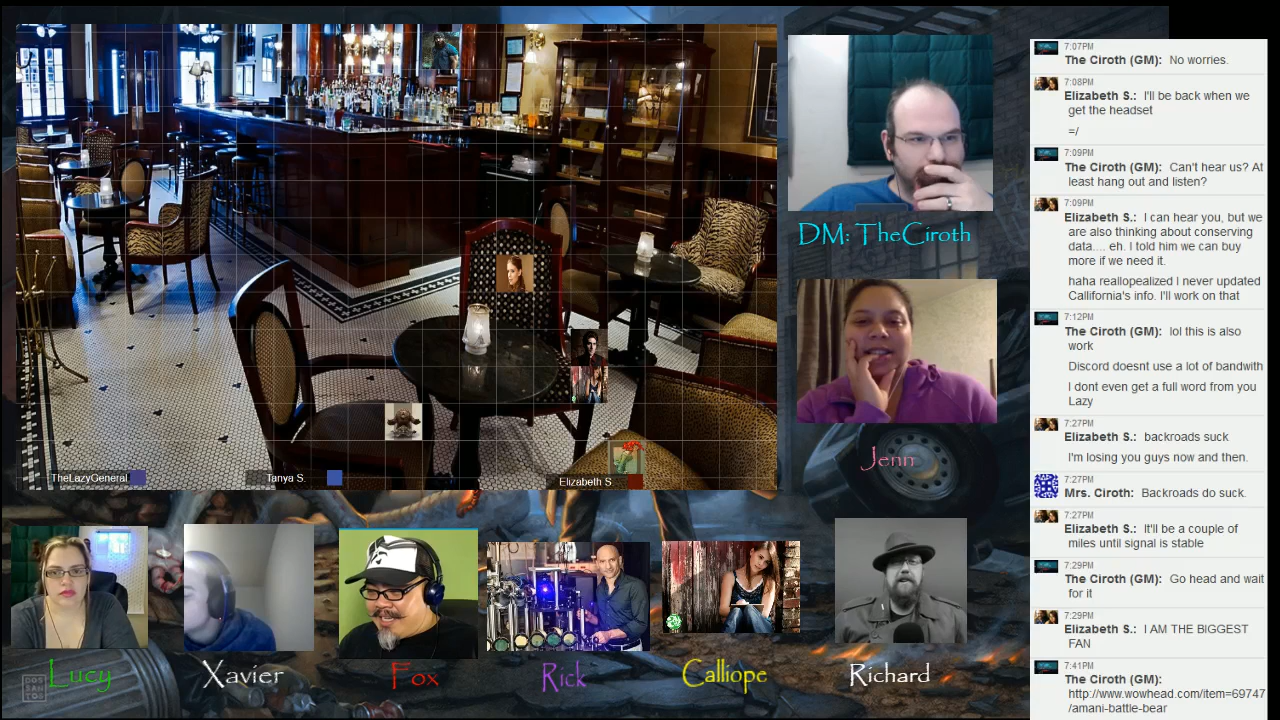 TheLazyGeneral
Tanya S.
Elizabeth S
DM: TheCiroth
Jenn
Lucy
Xavier
Fox
Rick
Calliope
Richard
DOS
SAN
TOS
7:07PM
The Ciroth (GM): No worries.
7:08PM
Elizabeth S.: I'll be back when we
get the headset
=/
7:09PM
The Ciroth (GM): Can't hear us? At
least hang out and listen?
7:09PM
Elizabeth S.: I can hear you, but we
are also thinking about conserving
data.... eh. I told him we can buy
more if we need it.
haha reallopealized I never updated
Callifornia's info. I'll work on that
7:12PM
The Ciroth (GM): lol this is also
work
Discord doesnt use a lot of bandwith
I dont even get a full word from you
Lazy
7:27PM
Elizabeth S.: backroads suck
I'm losing you guys now and then.
7:27PM
Mrs. Ciroth: Backroads do suck.
7:27PM
Elizabeth S.: it'll be a couple of
miles until signal is stable
7:29PM
The Ciroth (GM): Go head and wait
for it
7:29PM
Elizabeth S.: I AM THE BIGGEST
FAN
7:41PM
The Ciroth (GM):
http://www.wowhead.com/item=69747
/amani-battle-bear